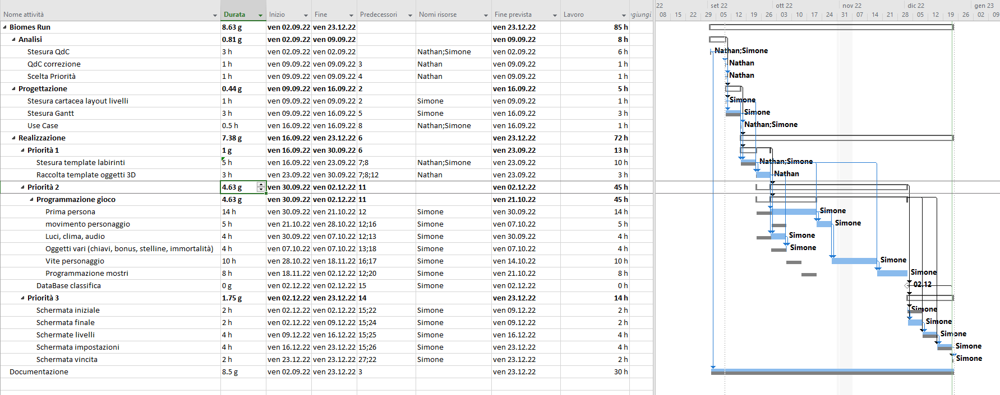 Nome attività Durata Inizio Fine Predecessori Nomi risorse Fine prevista Lavoro
22 set 22 ott 22 nov 22 dic 22 gen 23
08 15 22 29 05 12 19 26 03 10 17 24 31 07 14 21 28 05 12 19 26 02 09
Biomes Run 8.63 g ven 02.09.22 ven 23.12.22 ven 23.12.22 85 h
Analisi 0.81 g ven 02.09.22 ven 09.09.22 ven 09.09.22 8 h
Stesura QdC 3 h ven 02.09.22 ven 02.09.22 Nathan;Simone ven 02.09.22 6 h Nathan;Simone
QdC correzione 1 h ven 09.09.22 ven 09.09.22 3 Nathan ven 09.09.22 1 h Nathan
Scelta Priorità 1 h ven 09.09.22 ven 09.09.22 4 Nathan ven 09.09.22 1 h Nathan
Progettazione 0.44 g ven 09.09.22 ven 16.09.22 2 ven 16.09.22 5 h
Stesura cartacea layout livelli 1 h ven 09.09.22 ven 09.09.22 2 Simone ven 09.09.22 1 h Simone
Stesura Gantt 3 h ven 09.09.22 ven 16.09.22 5 Simone ven 16.09.22 3 h Simone
Use Case 0.5 h ven 16.09.22 ven 16.09.22 8 Nathan;Simone ven 16.09.22 1 h Nathan;Simone
Realizzazione 7.38 g ven 16.09.22 ven 23.12.22 6 ven 23.12.22 72 h
Priorità 1 1 g ven 16.09.22 ven 30.09.22 6 ven 23.09.22 13 h
Stesura template labirinti 5 h ven 16.09.22 ven 23.09.22 7;8 Nathan;Simone ven 23.09.22 10 h Nathan;Simone
Raccolta template oggetti 3D 3 h ven 23.09.22 ven 30.09.22 7;8;12 Nathan ven 23.09.22 3 h Nathan
Priorità 2 4.63 g ven 30.09.22 ven 02.12.22 11 ven 02.12.22 45 h
Programmazione gioco 4.63 g ven 30.09.22 ven 02.12.22 11 ven 21.10.22 45 h
Prima persona 14 h ven 30.09.22 ven 21.10.22 12 Simone ven 30.09.22 14 h Simone
movimento personaggio 5 h ven 21.10.22 ven 28.10.22 12;16 Simone ven 07.10.22 5 h Simone
Luci, clima, audio 4 h ven 30.09.22 ven 07.10.22 12;13 Simone ven 30.09.22 4 h Simone
Oggetti vari (chiavi, bonus, stelline, immortalità) 4 h ven 07.10.22 ven 07.10.22 13;18 Simone ven 07.10.22 4 h Simone
Vite personaggio 10 h ven 28.10.22 ven 18.11.22 16;17 Simone ven 14.10.22 10 h Simone
Programmazione mostri 8 h ven 18.11.22 ven 02.12.22 12;20 Simone ven 21.10.22 8 h Simone
DataBase classifica 0 g ven 02.12.22 ven 02.12.22 15 Simone ven 02.12.22 0 h 02.12
Priorità 3 1.75 g ven 02.12.22 ven 23.12.22 14 ven 23.12.22 14 h
Schermata iniziale 2 h ven 02.12.22 ven 02.12.22 15;22 Simone ven 09.12.22 2 h Simone
Schermata finale 2 h ven 02.12.22 ven 09.12.22 15;24 Simone ven 09.12.22 2 h Simone
Schermate livelli 4 h ven 09.12.22 ven 16.12.22 15;25 Simone ven 16.12.22 4 h Simone
Schermata impostazioni 4 h ven 16.12.22 ven 23.12.22 15;26 Simone ven 23.12.22 4 h Simone
Schermata vincita 2 h ven 23.12.22 ven 23.12.22 27;22 Simone ven 23.12.22 2 h Simone
Documentazione 8.5 g ven 02.09.22 ven 23.12.22 3 ven 23.12.22 30 h